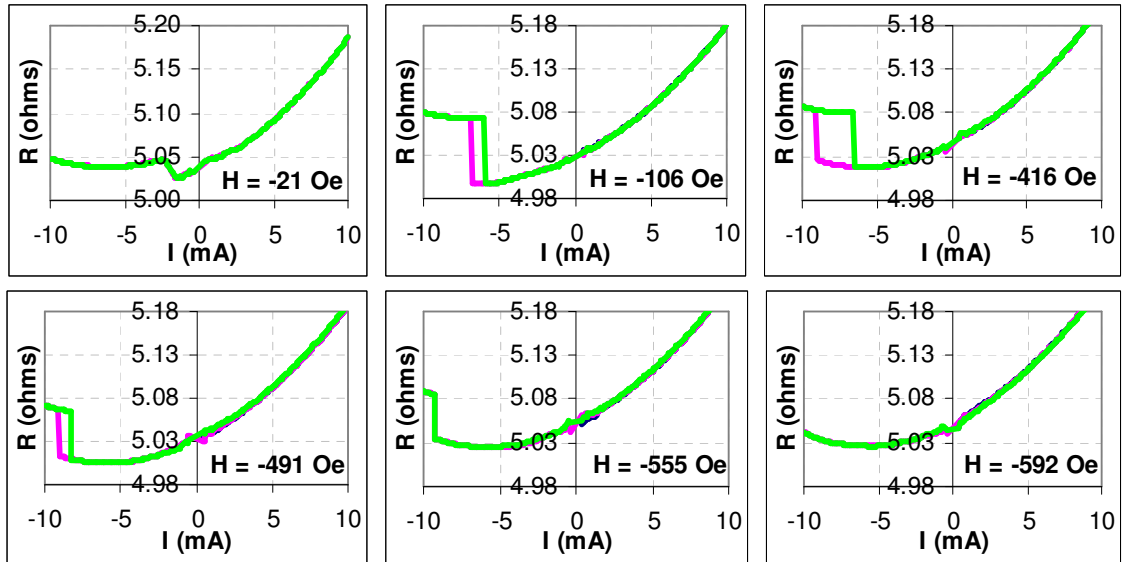 5.20
5.15
5.10
5.05
5.00
R (ohms)
H = -21 Oe
-10 -5 0 5 10
I (mA)
5.18
5.13
5.08
5.03
4.98
R (ohms)
H = -106 Oe
-10 -5 0 5 10
I (mA)
5.18
5.13
5.08
5.03
4.98
R (ohms)
H = -416 Oe
-10 -5 0 5 10
I (mA)
5.18
5.13
5.08
5.03
4.98
R (ohms)
H = -491 Oe
-10 -5 0 5 10
I (mA)
5.18
5.13
5.08
5.03
4.98
R (ohms)
H = -555 Oe
-10 -5 0 5 10
I (mA)
5.18
5.13
5.08
5.03
4.98
R (ohms)
H = -592 Oe
-10 -5 0 5 10
I (mA)